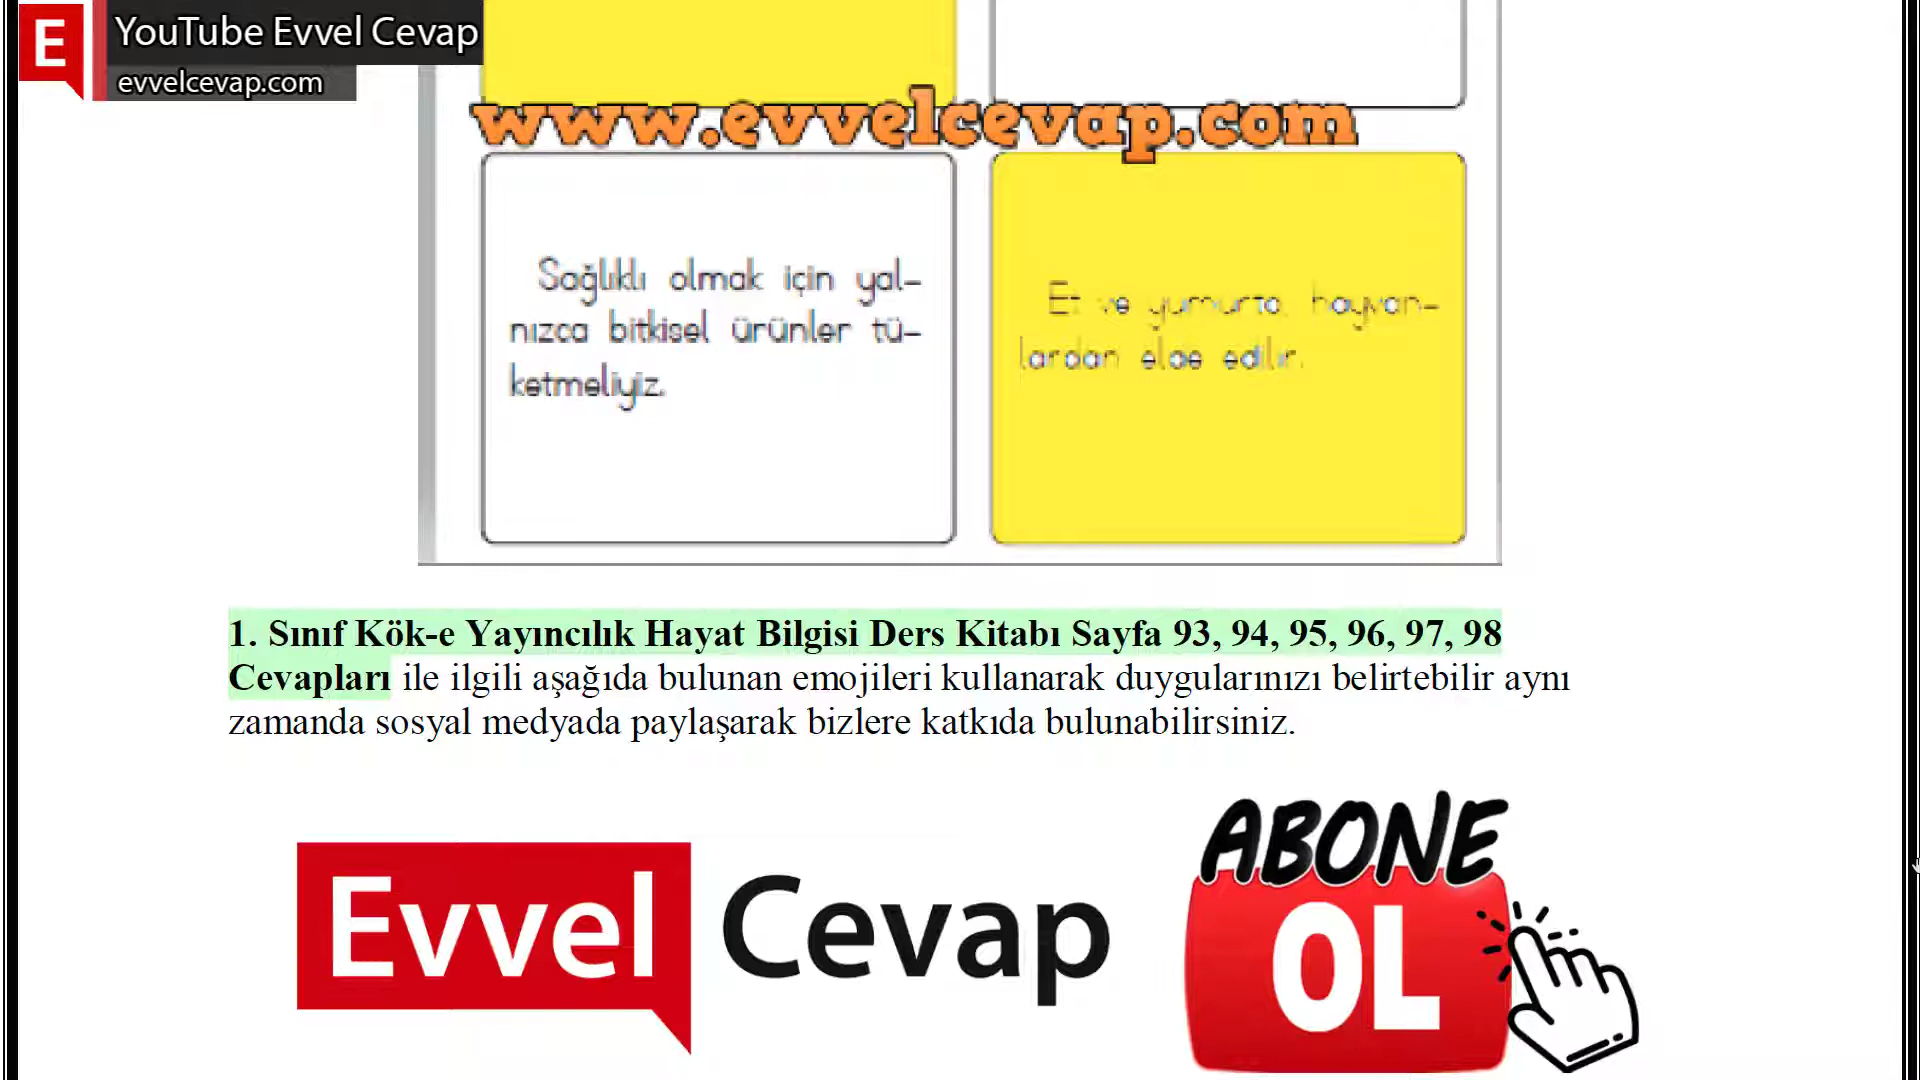 E YouTube Evvel Cevap
evvelcevap.com
www.evvelcevap.com
Sağlıklı olmak için yal-
nızca bitkisel ürünler tü-
ketmeliyiz.
Et ve yumurta, hayvan-
lardan elde edilir.
1. Sınıf Kök-e Yayıncılık Hayat Bilgisi Ders Kitabı Sayfa 93, 94, 95, 96, 97, 98
Cevapları ile ilgili aşağıda bulunan emojileri kullanarak duygularınızı belirtebilir aynı
zamanda sosyal medyada paylaşarak bizlere katkıda bulunabilirsiniz.
Evvel Cevap
ABONE
OL